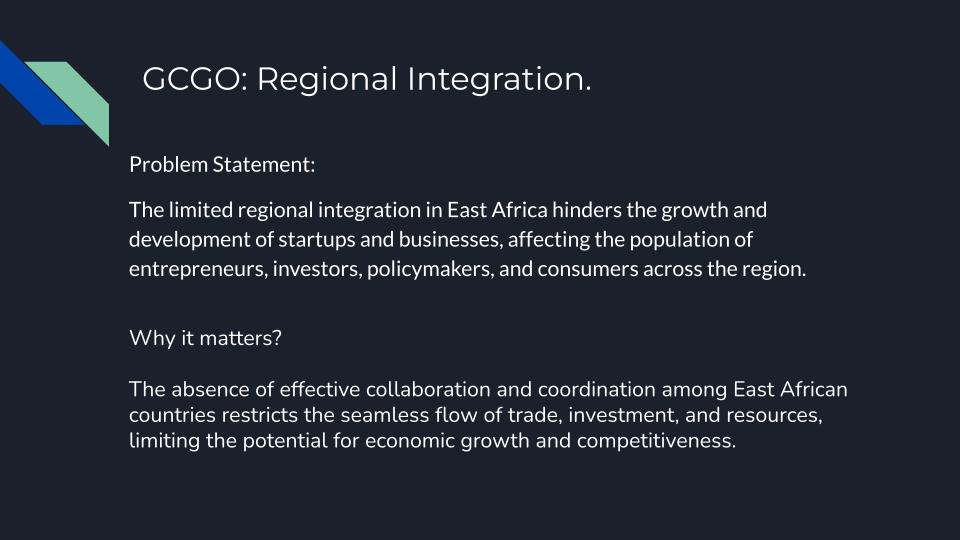 GCGO: Regional Integration.
Problem Statement:
The limited regional integration in East Africa hinders the growth and
development of startups and businesses, affecting the population of
entrepreneurs, investors, policymakers, and consumers across the region.
Why it matters?
The absence of effective collaboration and coordination among East African
countries restricts the seamless flow of trade, investment, and resources,
limiting the potential for economic growth and competitiveness.